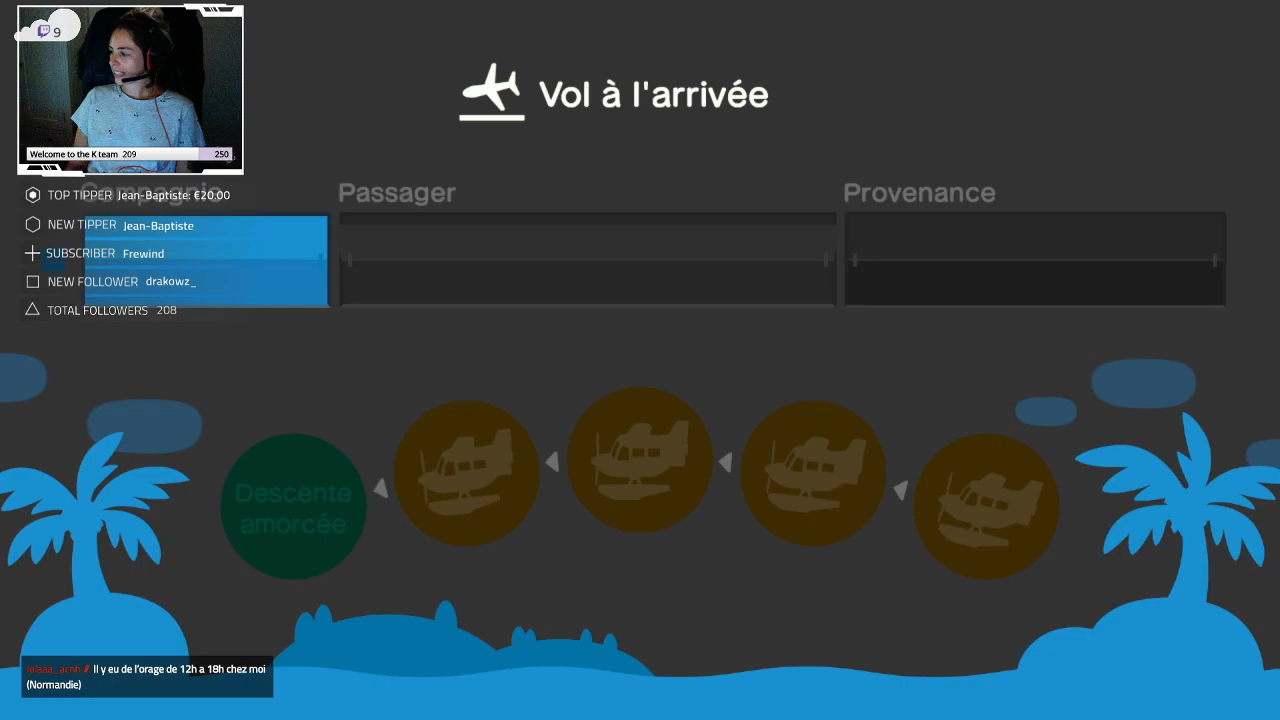 9
Vol à l'arrivée
Welcome to the K team 209 250
Compagnie Passager Provenance
TOP TIPPER Jean-Baptiste: €20.00
NEW TIPPER Jean-Baptiste
SUBSCRIBER Frewind
NEW FOLLOWER drakowz_
TOTAL FOLLOWERS 208
Descente
amorcée
Il y eu de l'orage de 12h a 18h chez moi
(Normandie)